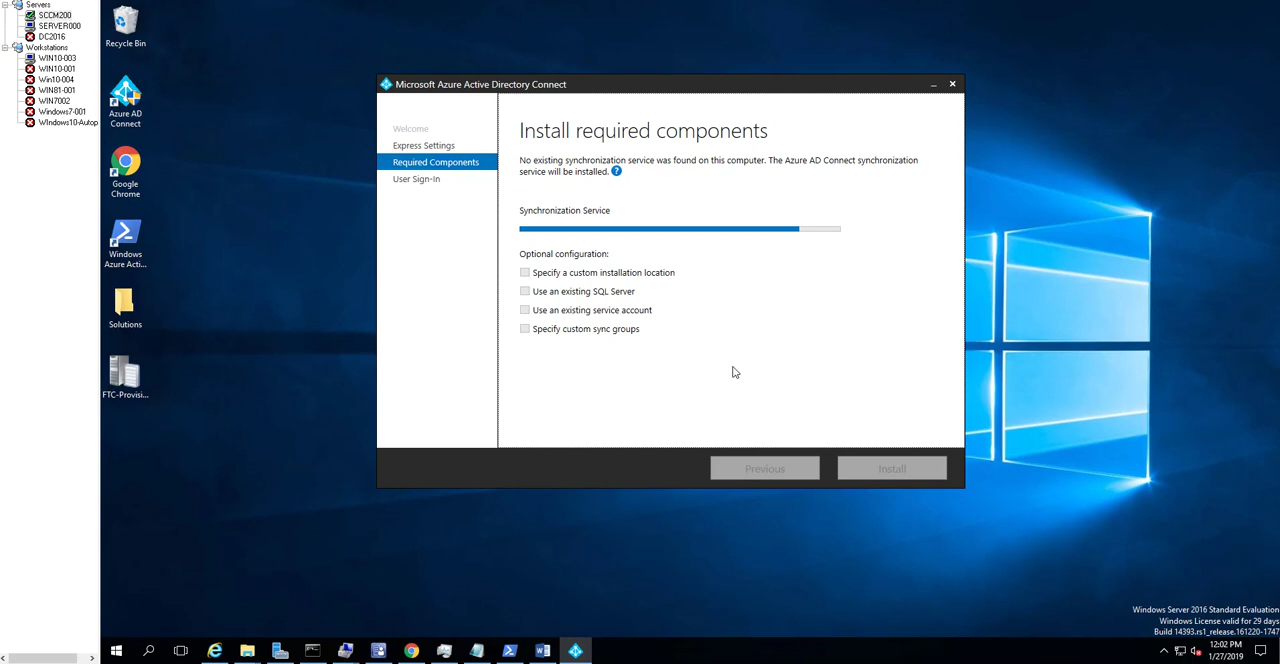 Servers
SCCM200
SERVER000
DC2016
Workstations
WIN10-003
WIN10-001
Win10-004
WIN81-001
WIN7002
Windows7-001
WIndows10-Autop
Recycle Bin
Azure AD
Connect
Google
Chrome
Windows
Azure Acti...
Solutions
FTC-Provisi...
Microsoft Azure Active Directory Connect
Welcome
Express Settings
Required Components
User Sign-In
Install required components
No existing synchronization service was found on this computer. The Azure AD Connect synchronization
service will be installed. ?
Synchronization Service
Optional configuration:
Specify a custom installation location
Use an existing SQL Server
Use an existing service account
Specify custom sync groups
Previous
Install
Windows Server 2016 Standard Evaluation
Windows License valid for 29 days
Build 14393.rs1_release.161220-1747
12:02 PM
1/27/2019